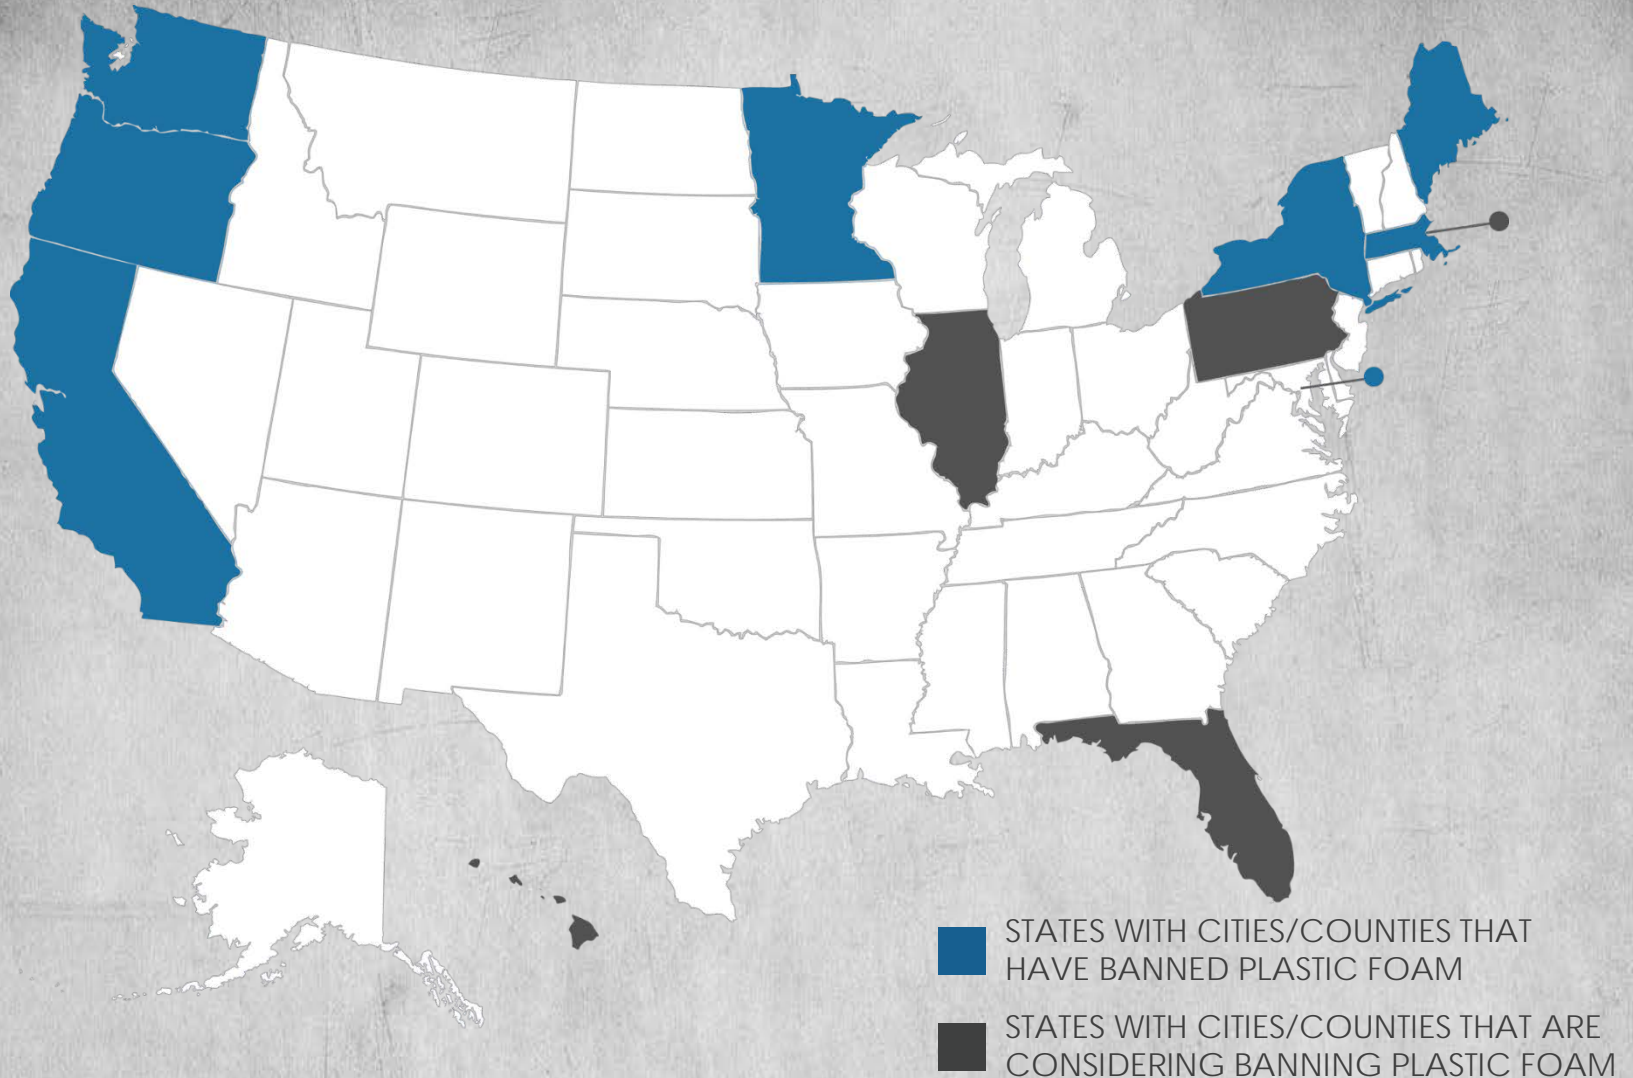 STATES WITH CITIES/COUNTIES THAT
HAVE BANNED PLASTIC FOAM
STATES WITH CITIES/COUNTIES THAT ARE
CONSIDERING BANNING PLASTIC FOAM